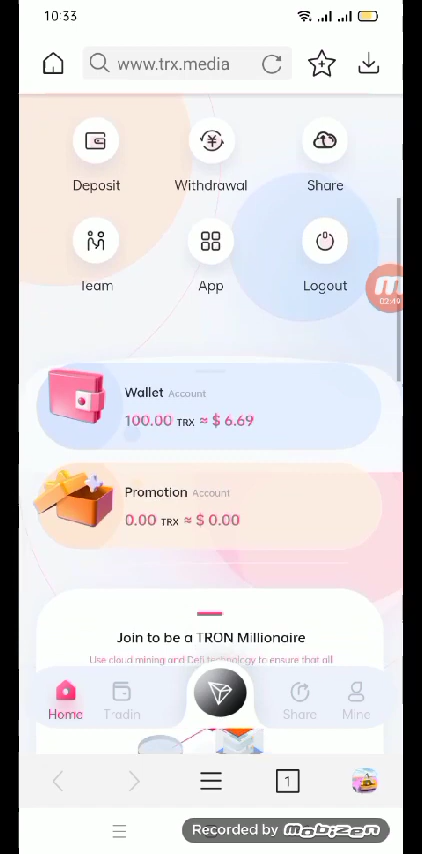 10:33
www.trx.media
Deposit Withdrawal Share
Team App Logout
02:49
Wallet Account
100.00 TRX ≈ $ 6.69
Promotion Account
0.00 TRX ≈ $ 0.00
Join to be a TRON Millionaire
Use cloud mining and Defi technology to ensure that all
Home Tradin Share Mine
1
Recorded by Mobizen